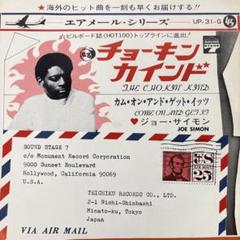 ★海外のヒット曲を一刻も早くお届けする!!
エアメール・シリーズ
UP-31-G
45
ビルボード誌(HOT100)トップラインに進出!
チョーキン・カインド
THE CHOKIN' KIND
カム・オン・アンド・ゲット・イッツ
COME ON AND GET IT
♥ジョー・サイモン
JOE SIMON
SOUND STAGE 7
c/o Monument Record Corporation
9000 Sunset Boulevard
Hollywood, California 90069
U.S.A.
TEICHIKU RECORDS CO., LTD.
2-1 Nishi-Shinbashi
Minato-ku, Tokyo
Japan
VIA AIR MAIL